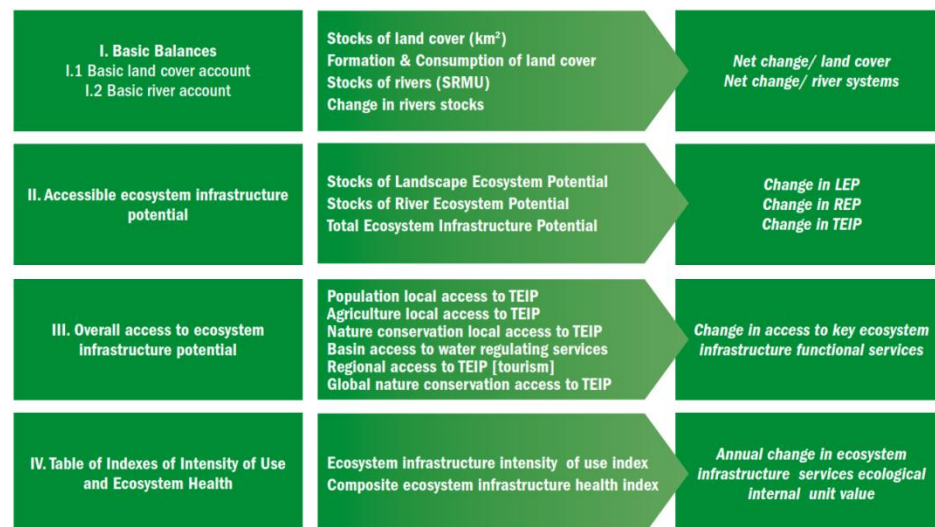 I. Basic Balances
I.1 Basic land cover account
I.2 Basic river account
Stocks of land cover (km²)
Formation & Consumption of land cover
Stocks of rivers (SRMU)
Change in rivers stocks
Net change/ land cover
Net change/ river systems
II. Accessible ecosystem infrastructure
potential
Stocks of Landscape Ecosystem Potential
Stocks of River Ecosystem Potential
Total Ecosystem Infrastructure Potential
Change in LEP
Change in REP
Change in TEIP
III. Overall access to ecosystem
infrastructure potential
Population local access to TEIP
Agriculture local access to TEIP
Nature conservation local access to TEIP
Basin access to water regulating services
Regional access to TEIP [tourism]
Global nature conservation access to TEIP
Change in access to key ecosystem
infrastructure functional services
IV. Table of Indexes of Intensity of Use
and Ecosystem Health
Ecosystem infrastructure intensity of use index
Composite ecosystem infrastructure health index
Annual change in ecosystem
infrastructure services ecological
internal unit value